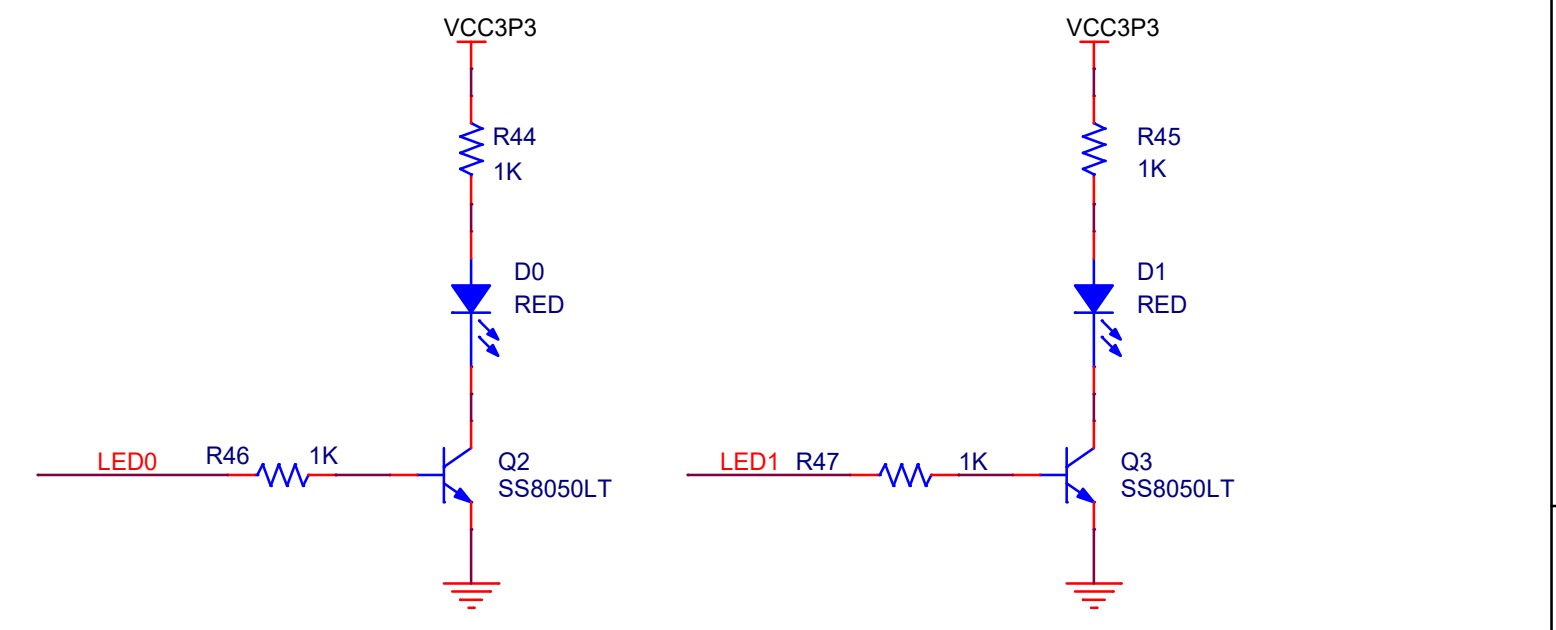 VCC3P3
R44
1K
D0
RED
LED0
R46
1K
Q2
SS8050LT
VCC3P3
R45
1K
D1
RED
LED1
R47
1K
Q3
SS8050LT